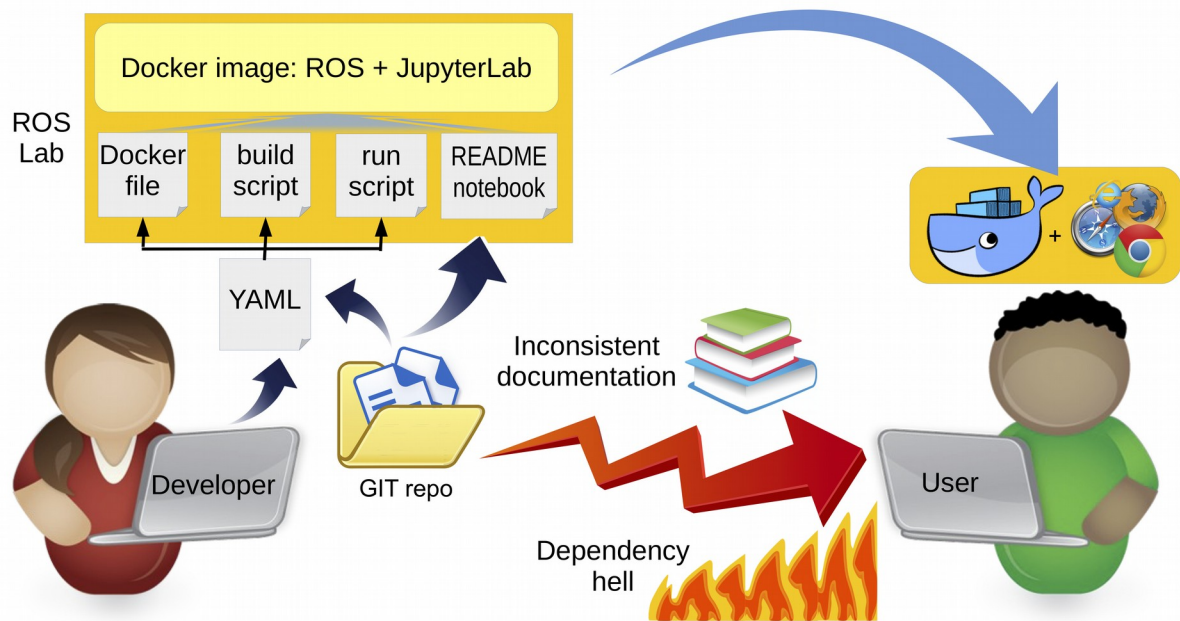 Docker image: ROS + JupyterLab
ROS
Lab
Docker
file
build
script
run
script
README
notebook
+
YAML
Inconsistent
documentation
Developer
GIT repo
User
Dependency
hell